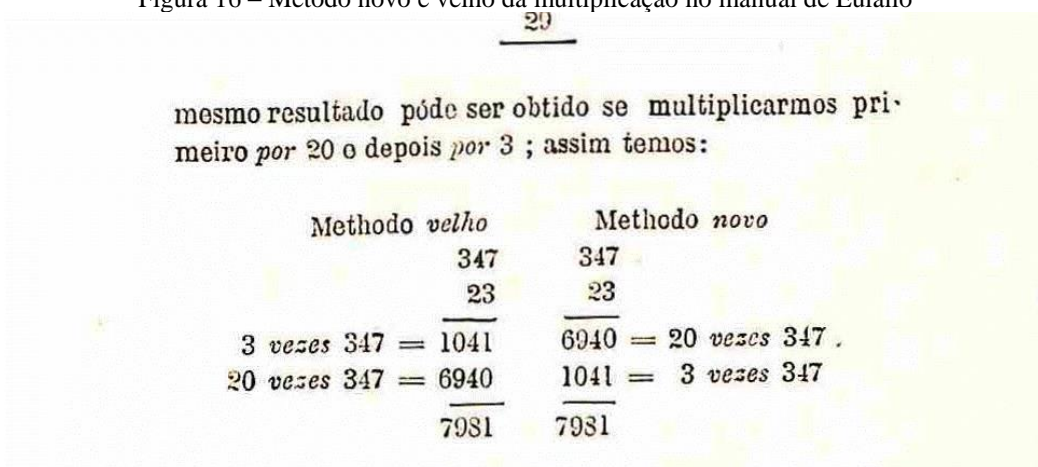 Figura 16 – Método novo e velho da multiplicação no manual de Eulálio
29
mesmo resultado póde ser obtido se multiplicarmos pri-
meiro por 20 o depois por 3 ; assim temos:
Methodo velho Methodo novo
347 347
23 23
3 vezes 347 = 1041 6940 = 20 vezes 347.
20 vezes 347 = 6940 1041 = 3 vezes 347
7981 7981